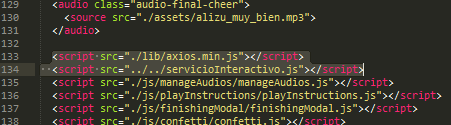 129 <audio class="audio-final-cheer">
130 <source src="./assets/alizu_muy_bien.mp3">
131 </audio>
132
133 <script src="./lib/axios.min.js"></script>
134 <script src="../../servicioInteractivo.js"></script>
135 <script src="./js/manageAudios/manageAudios.js"></script>
136 <script src="./js/playInstructions/playInstructions.js"></script>
137 <script src="./js/finishingModal/finishingModal.js"></script>
138 <script src="./js/confetti/confetti.js"></script>